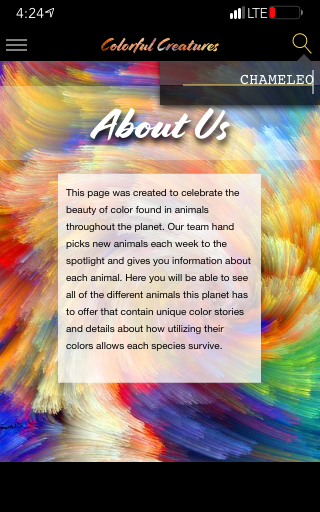 4:24
LTE
Colorful Creatures
CHAMELEO
About Us
This page was created to celebrate the
beauty of color found in animals
throughout the planet. Our team hand
picks new animals each week to the
spotlight and gives you information about
each animal. Here you will be able to see
all of the different animals this planet has
to offer that contain unique color stories
and details about how utilizing their
colors allows each species survive.